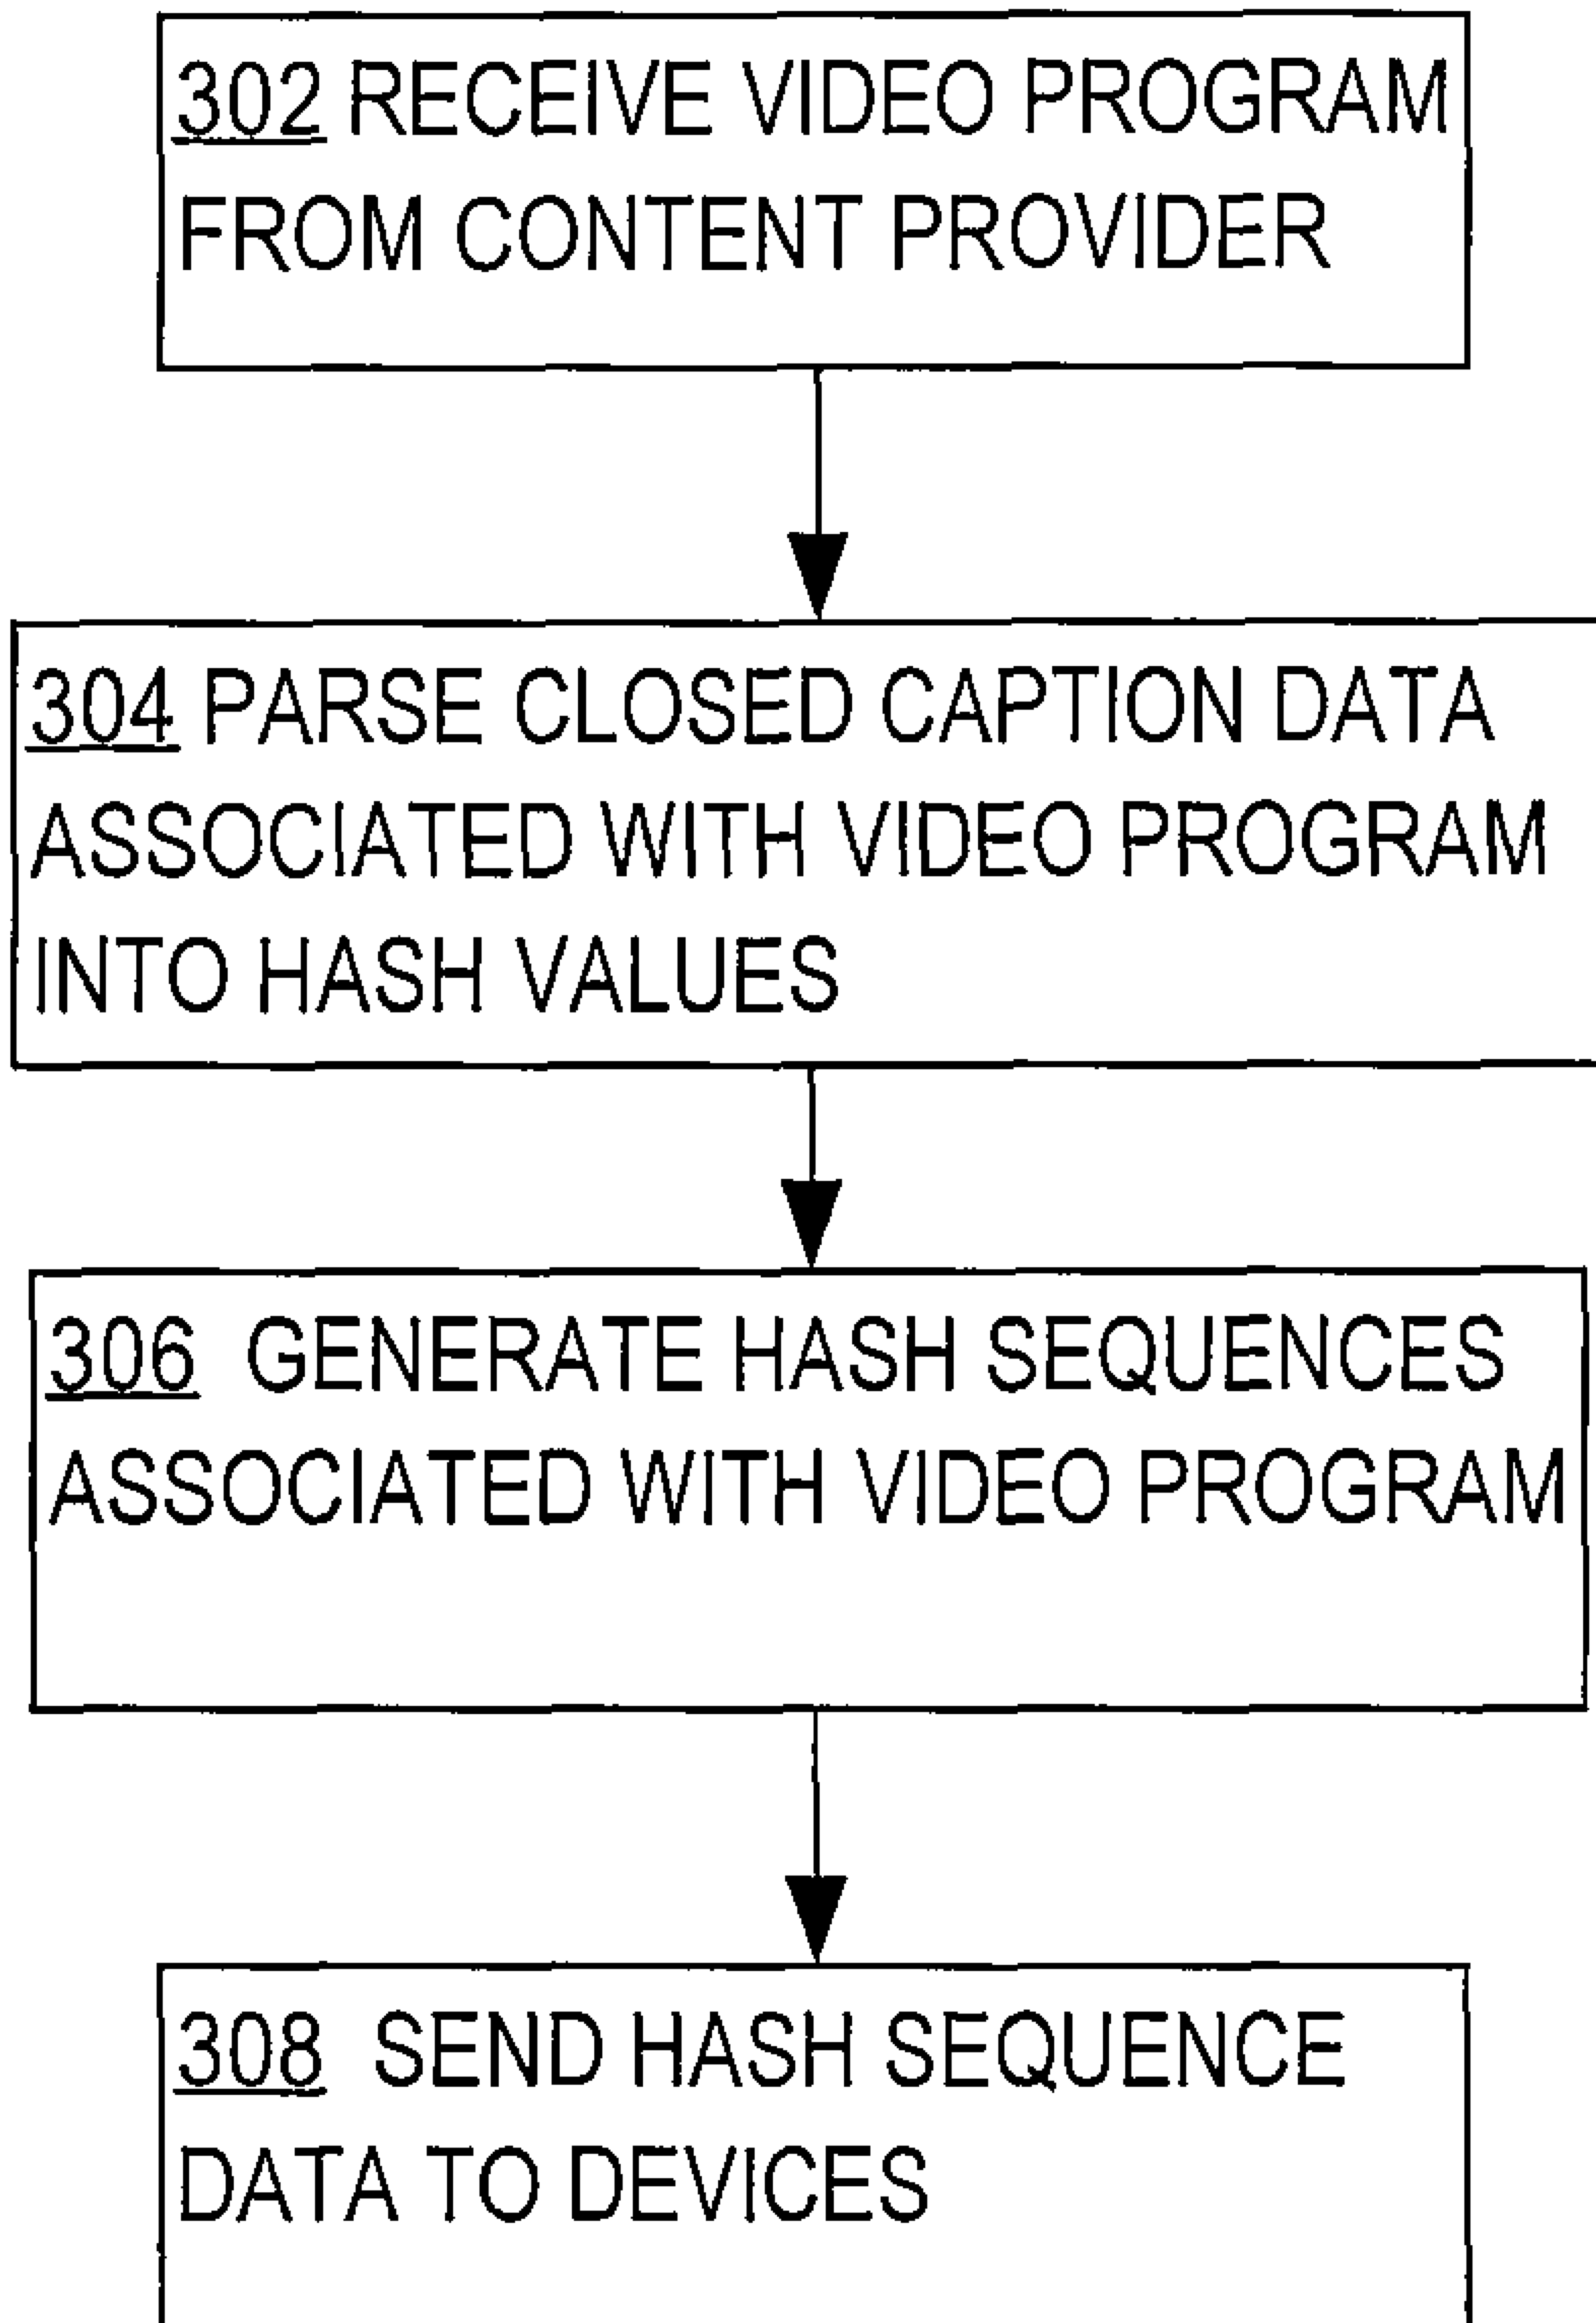 302 RECEIVE VIDEO PROGRAM
FROM CONTENT PROVIDER
304 PARSE CLOSED CAPTION DATA
ASSOCIATED WITH VIDEO PROGRAM
INTO HASH VALUES
306 GENERATE HASH SEQUENCES
ASSOCIATED WITH VIDEO PROGRAM
308 SEND HASH SEQUENCE
DATA TO DEVICES